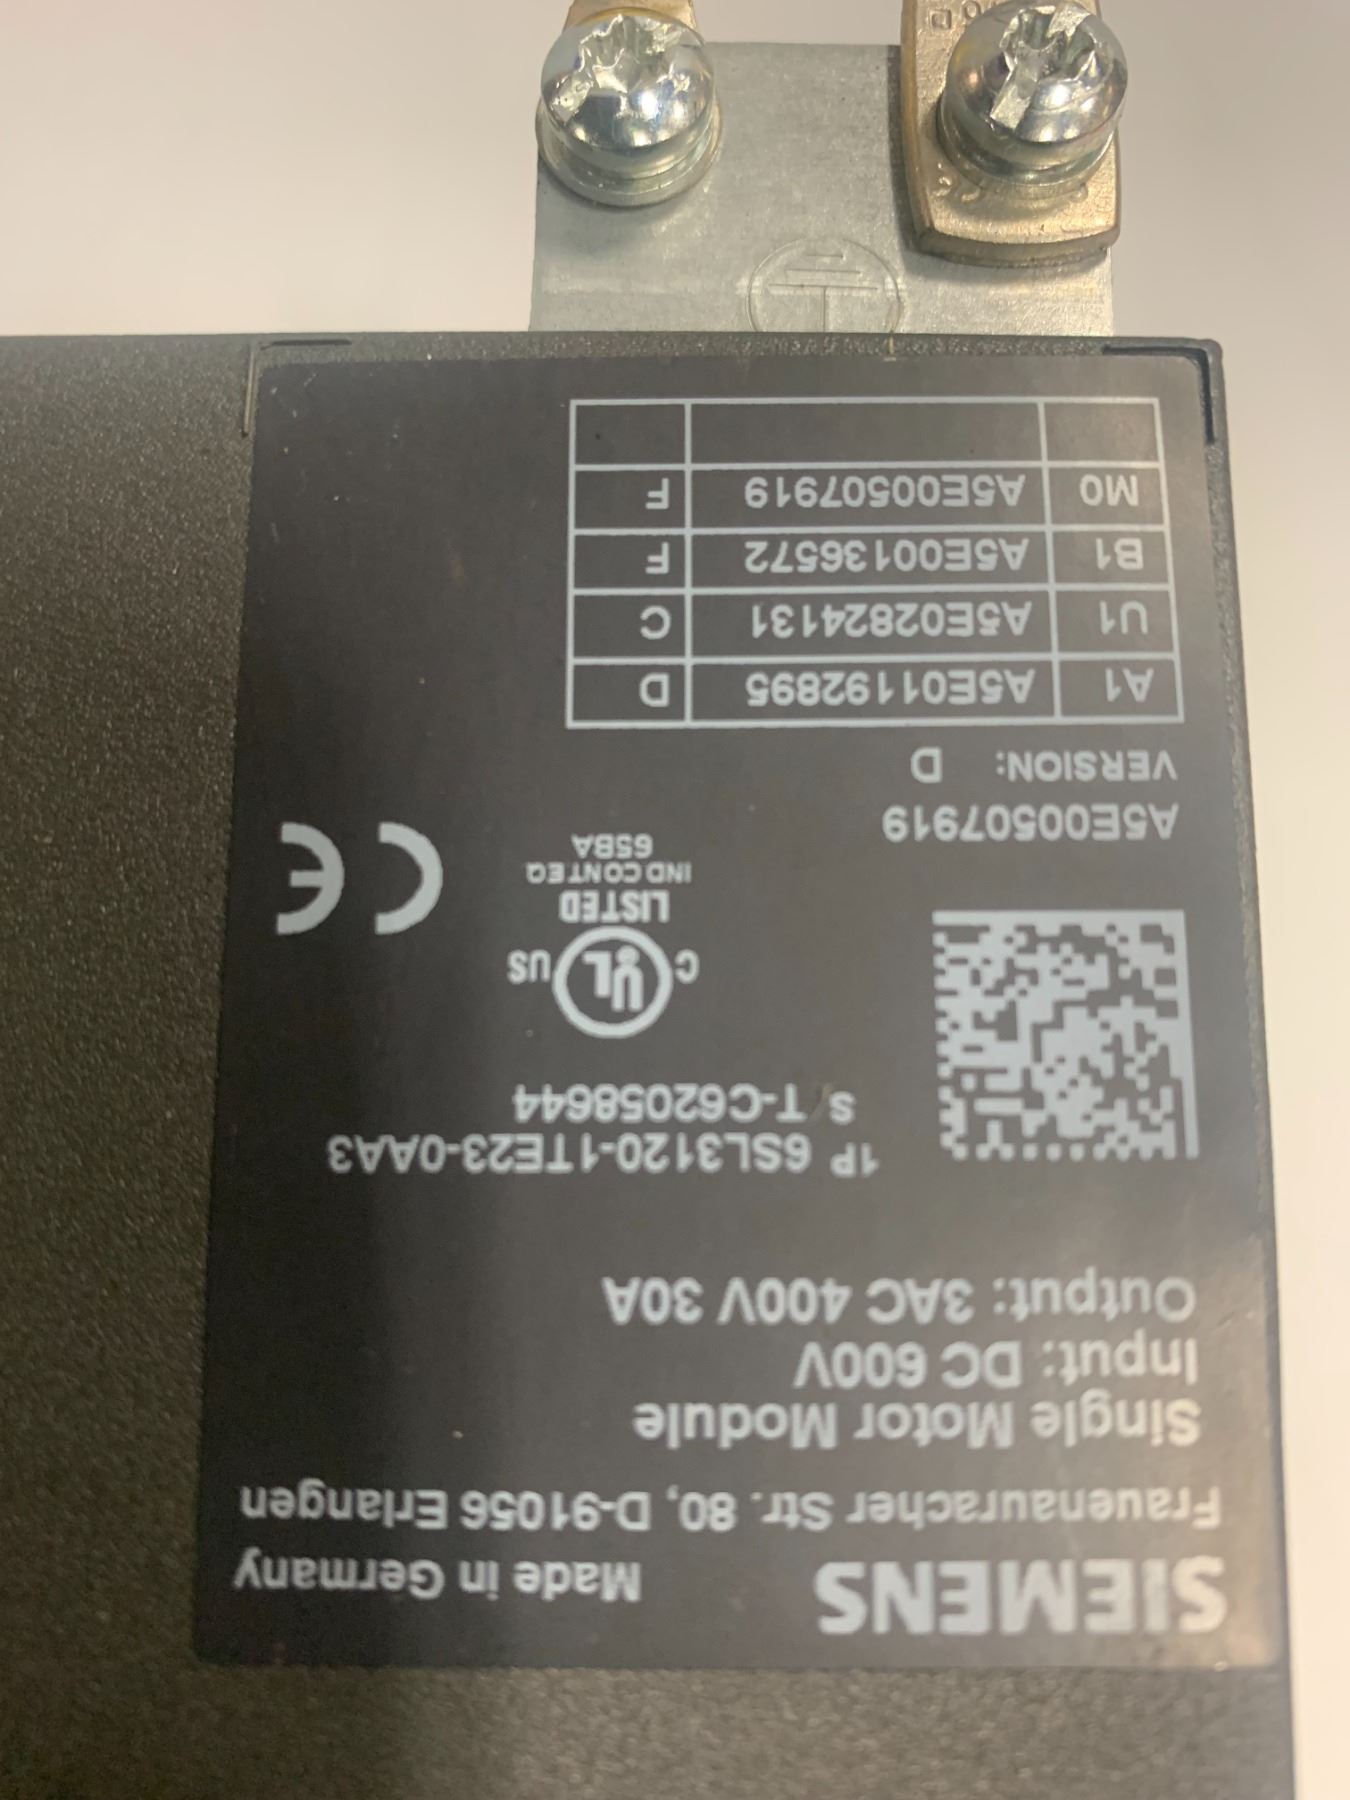 SIEMENS Made in Germany
Frauenauracher Str. 80, D-91056 Erlangen
Single Motor Module
Input: DC 600V
Output: 3AC 400V 30A
1P 6SL3120-1TE23-0AA3
S T-C62058644
C UL US
LISTED
IND CONT EQ
65BA
CE
A5E00507919
VERSION: D
A1 A5E01192895 D
U1 A5E02824131 C
B1 A5E00136572 F
M0 A5E00507919 F